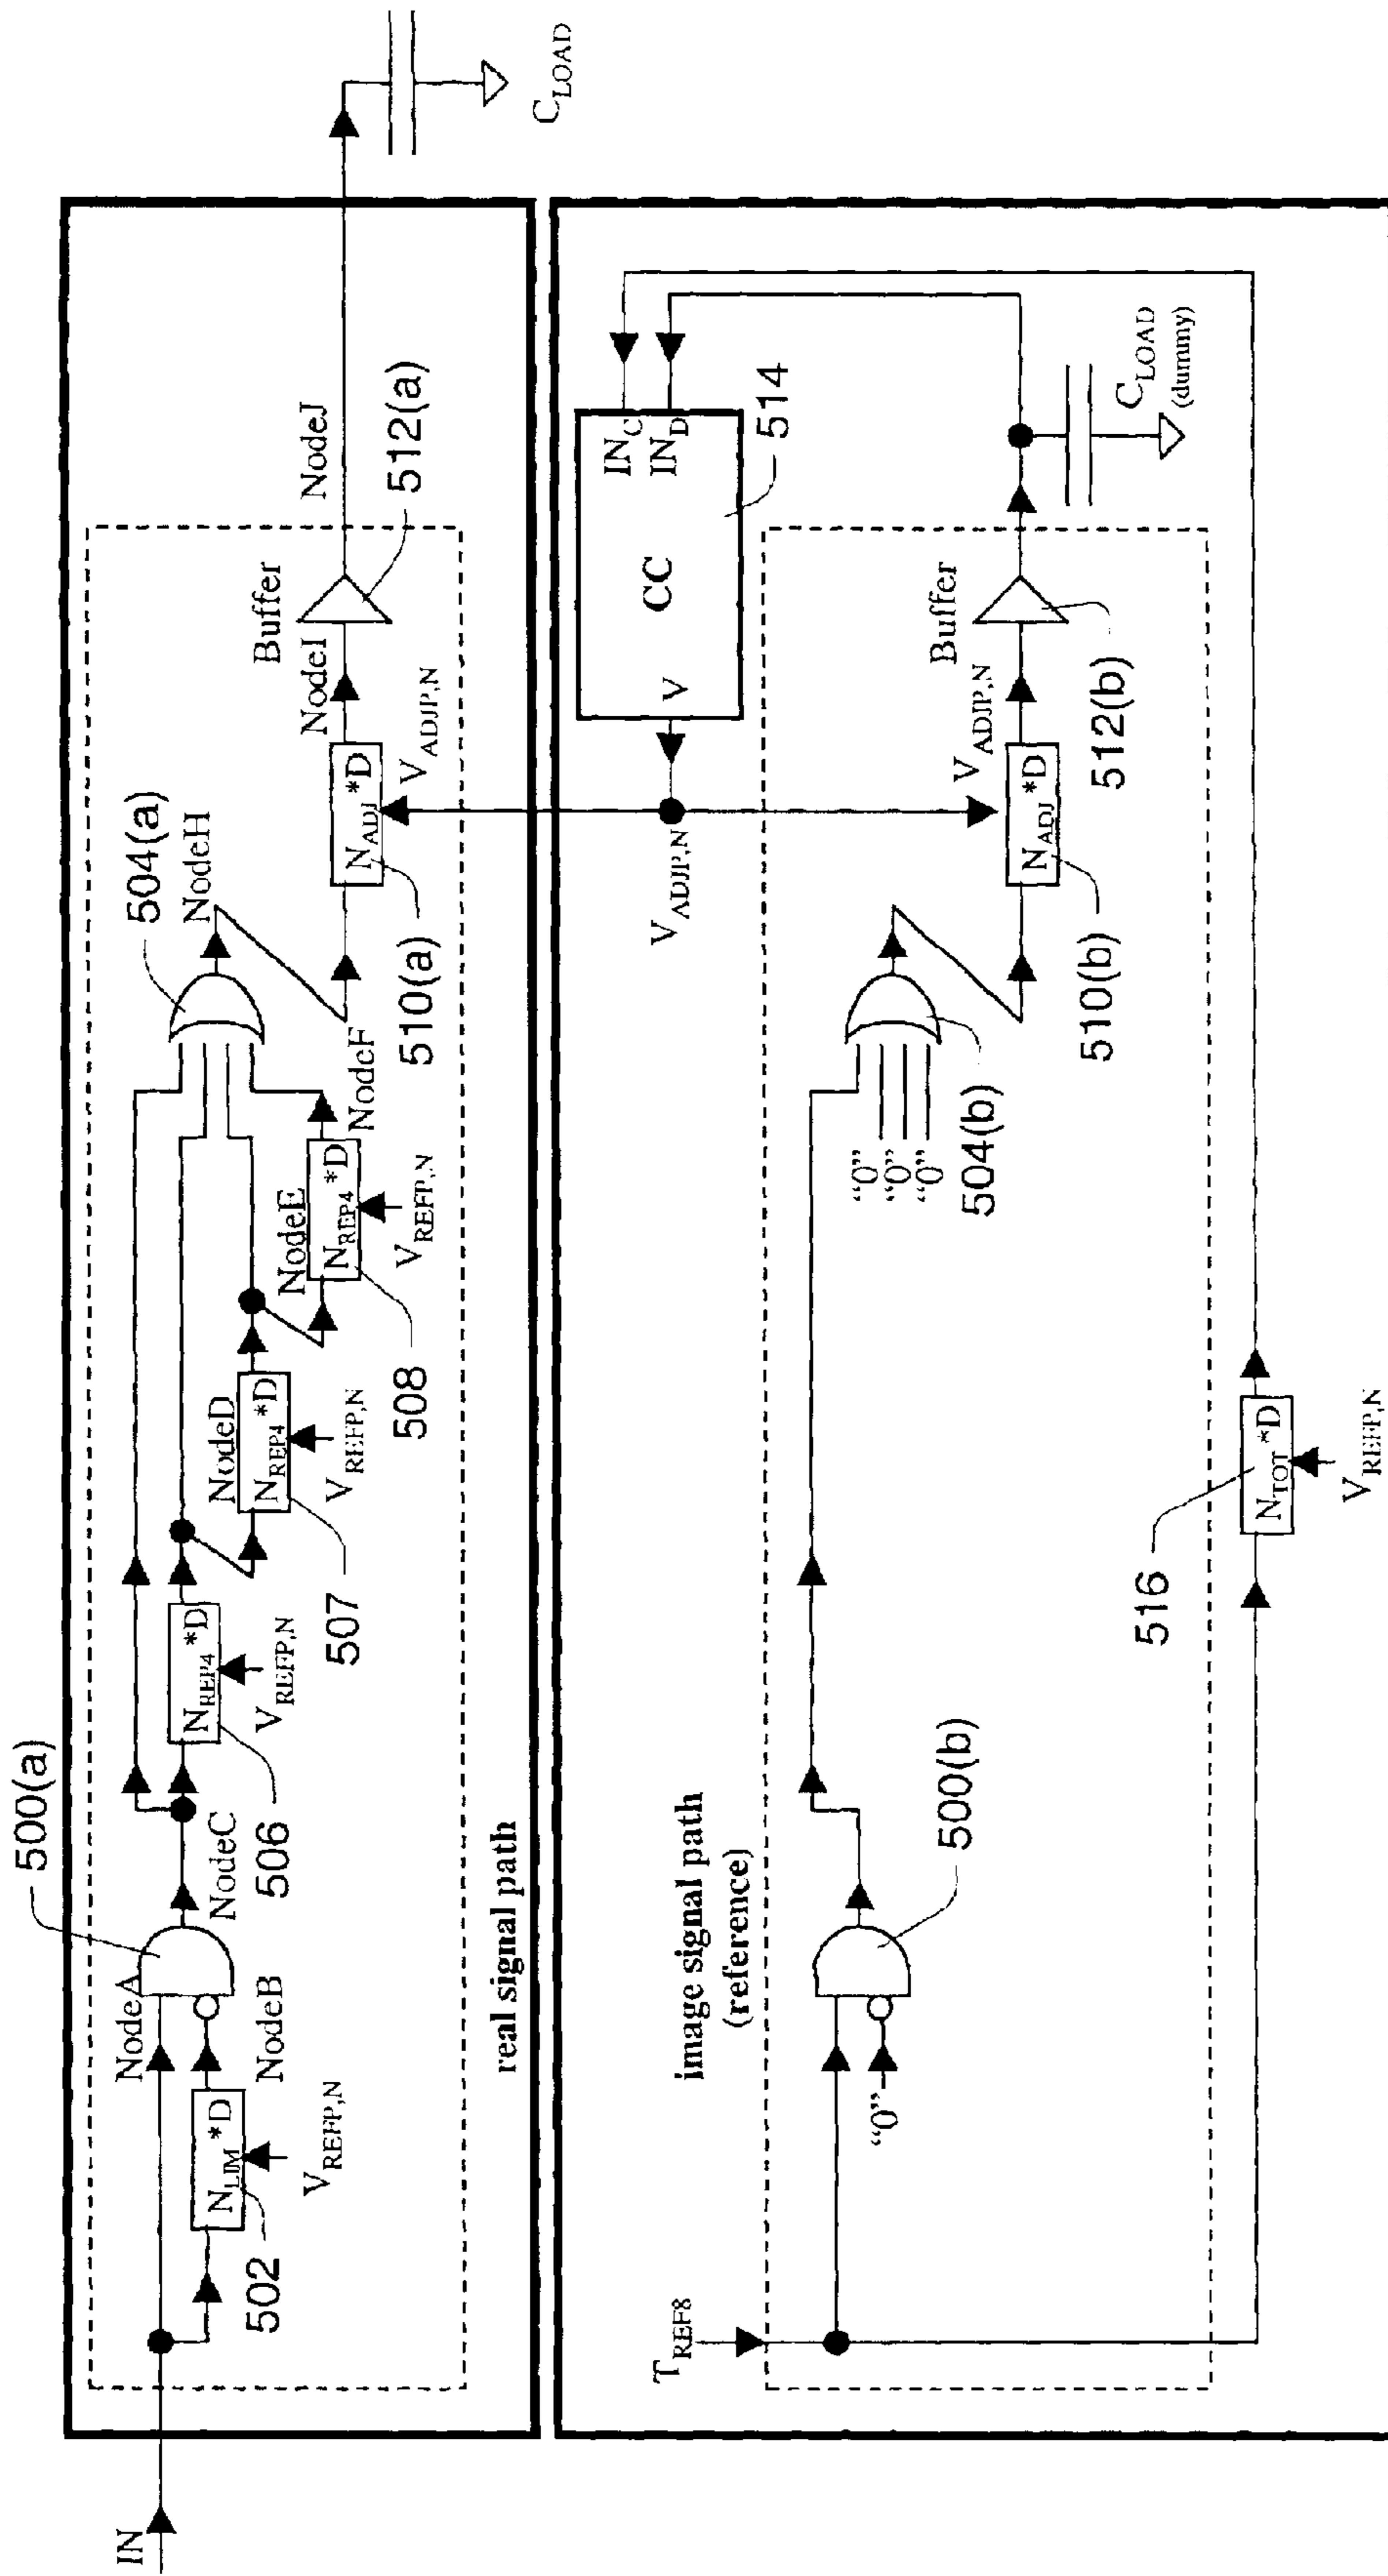 IN
NodeA
500(a)
N_LIM*D
502
V_REFP,N
NodeB
NodeC
N_REP4*D
506
V_REFP,N
NodeD
N_REP4*D
507
V_REFP,N
NodeE
N_REP4*D
508
V_REFP,N
NodeF
504(a)
NodeH
N_ADJ*D
510(a)
V_ADJP,N
NodeI
Buffer
512(a)
NodeJ
C_LOAD
real signal path
image signal path
(reference)
T_REF8
"0"
500(b)
"0"
"0"
"0"
504(b)
N_ADJ*D
510(b)
V_ADJP,N
V_ADJP,N
Buffer
512(b)
V
CC
IN_C
IN_D
514
C_LOAD
(dummy)
516
N_TOT*D
V_REFP,N